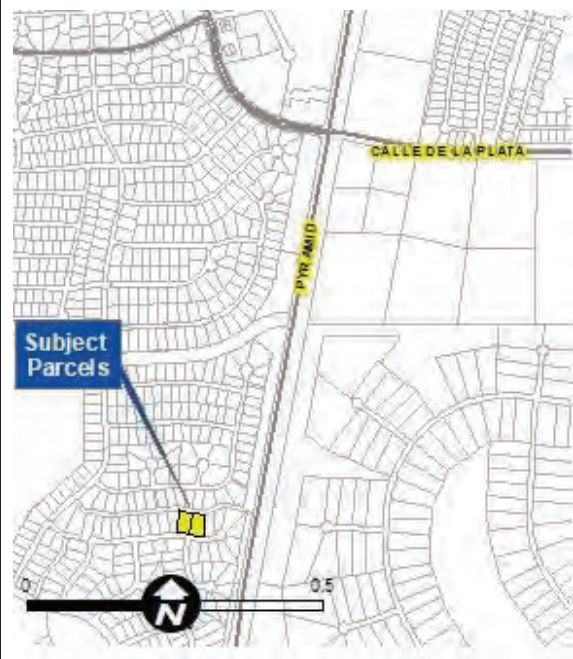 CALLE DE LA PLATA
PYRAMID
Subject
Parcels
0
0.5
N